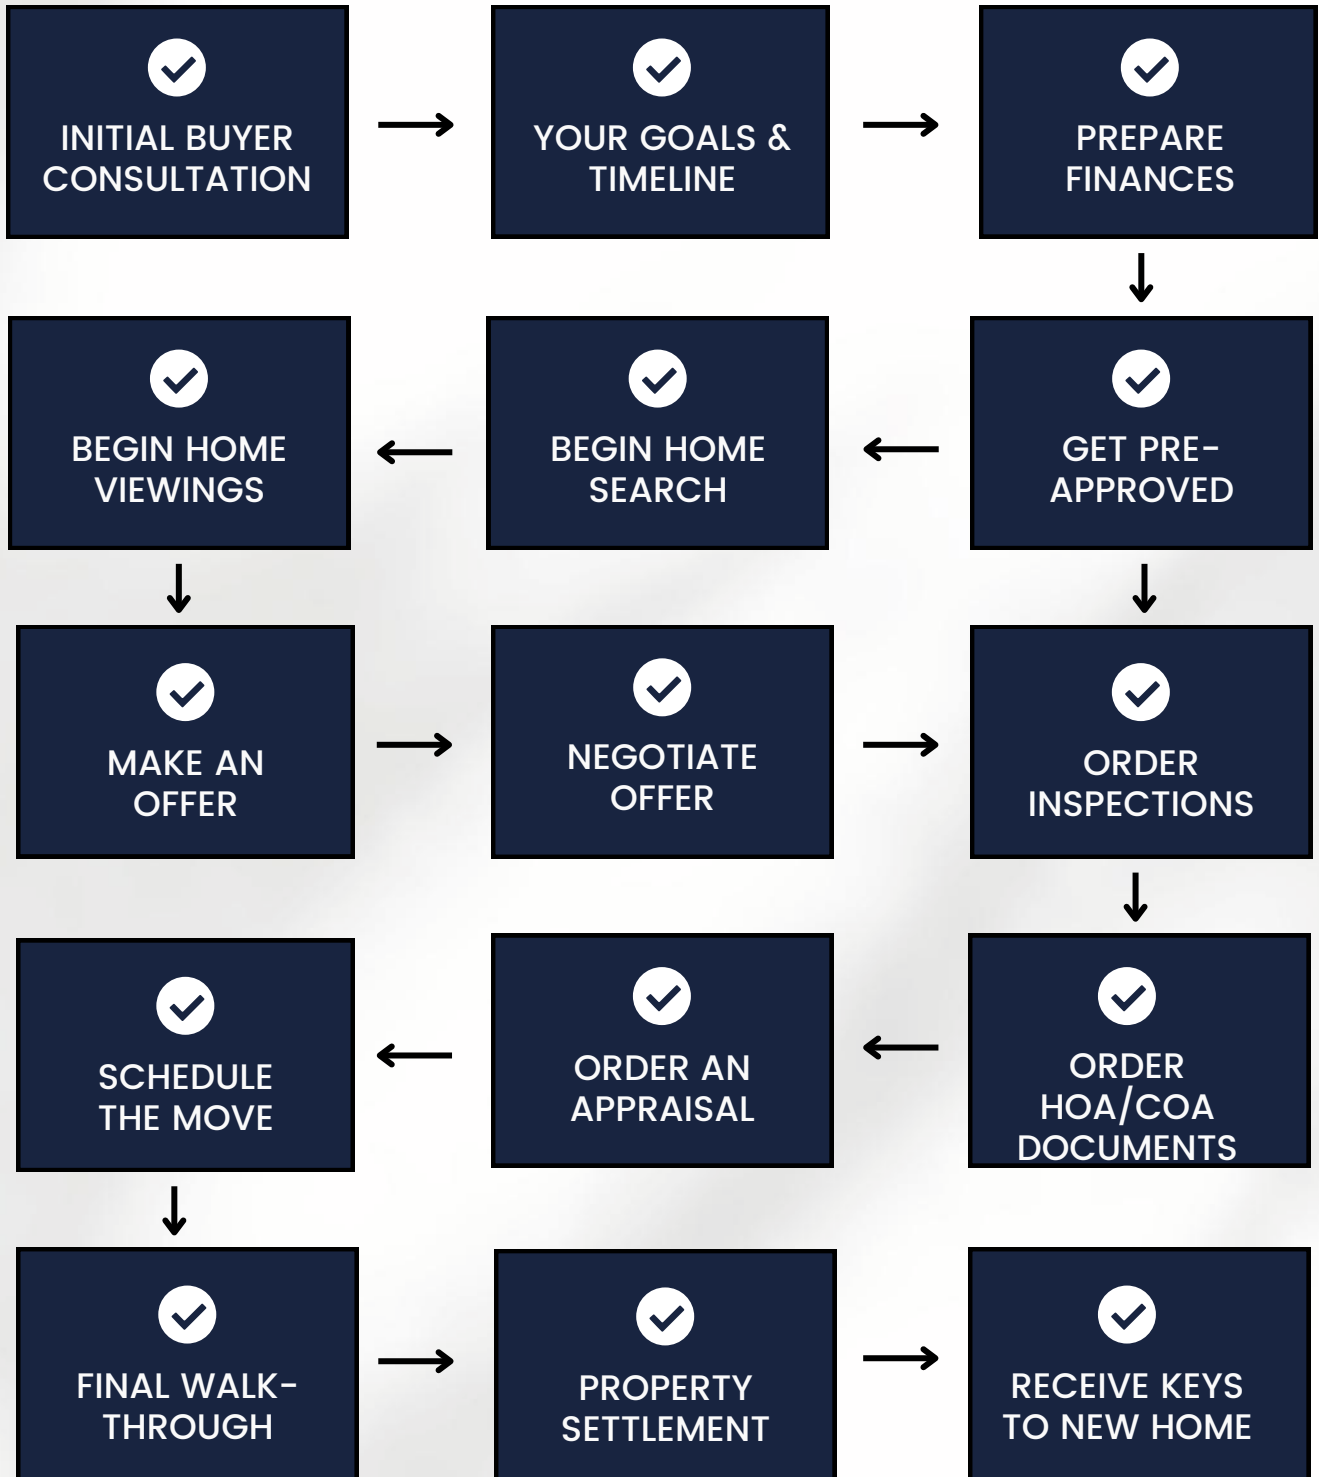 INITIAL BUYER
CONSULTATION
YOUR GOALS &
TIMELINE
PREPARE
FINANCES
GET PRE-
APPROVED
BEGIN HOME
SEARCH
BEGIN HOME
VIEWINGS
MAKE AN
OFFER
NEGOTIATE
OFFER
ORDER
INSPECTIONS
ORDER
HOA/COA
DOCUMENTS
ORDER AN
APPRAISAL
SCHEDULE
THE MOVE
FINAL WALK-
THROUGH
PROPERTY
SETTLEMENT
RECEIVE KEYS
TO NEW HOME